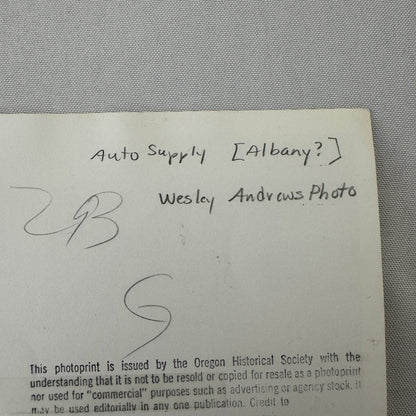 Auto Supply [Albany?]
Wesley Andrews Photo
This photoprint is issued by the Oregon Historical Society with the
understanding that it is not to be resold or copied for resale as a photoprint
nor used for "commercial" purposes such as advertising or agency stock. It
may be used editorially in any one publication. Credit to